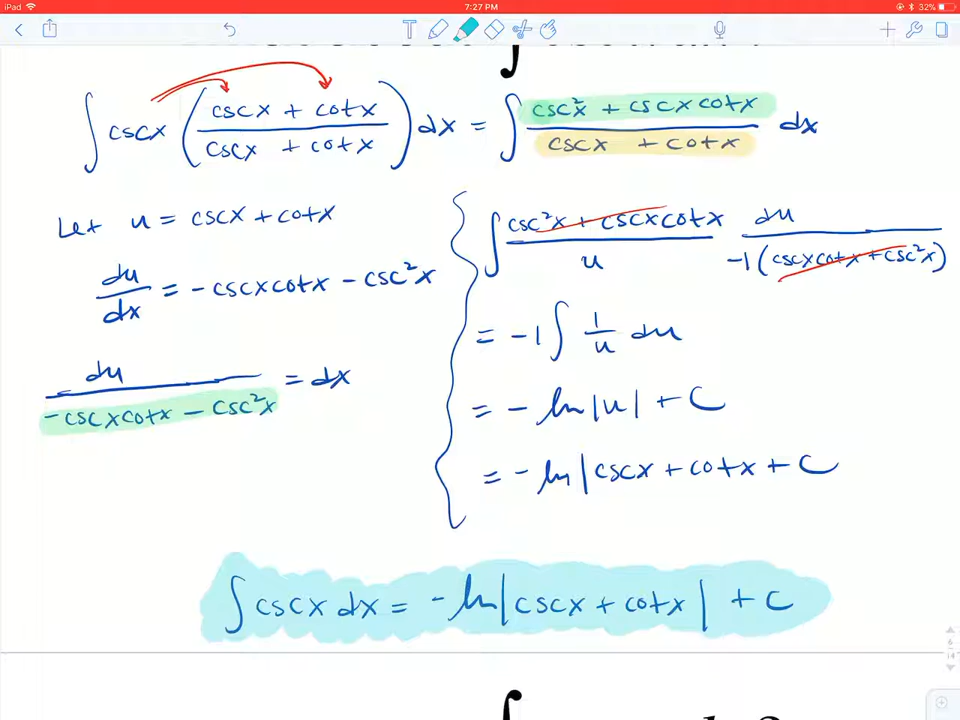 iPad 7:27 PM 32%
T
∫ cscx (cscx + cotx / cscx + cotx) dx = ∫ csc²x + cscx cotx / cscx + cotx dx
Let u = cscx + cotx
du/dx = -cscxcotx - csc²x
du / -cscxcotx - csc²x = dx
∫ csc²x + cscxcotx / u du / -1(cscxcotx + csc²x)
= -1 ∫ 1/u du
= - ln|u| + C
= - ln|cscx + cotx + C
∫ cscx dx = -ln|cscx + cotx| + C
∫